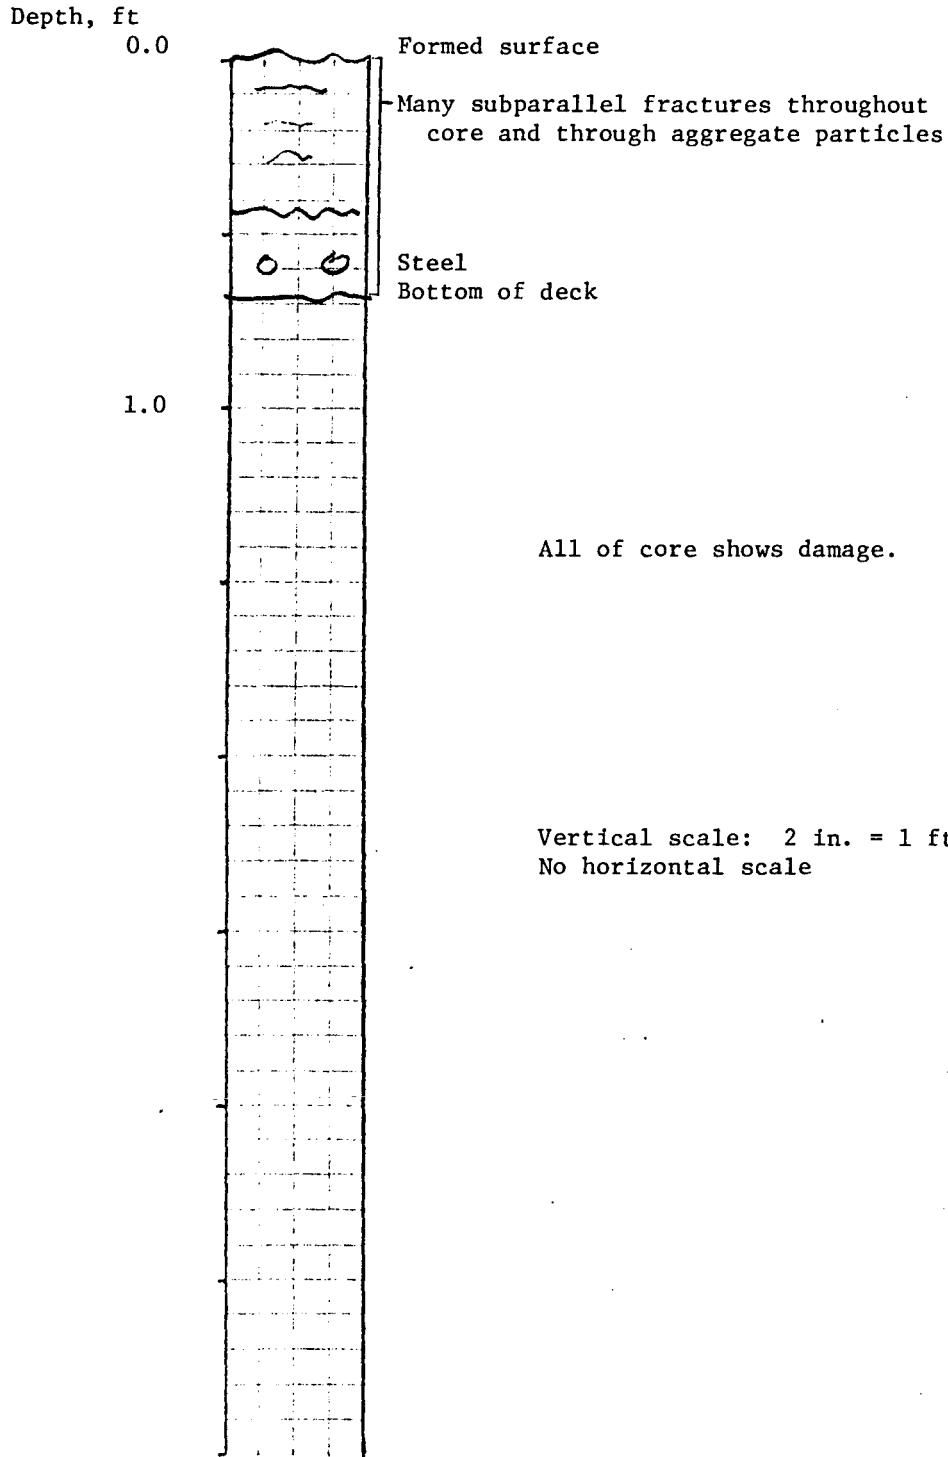 Depth, ft
0.0
Formed surface
Many subparallel fractures throughout
core and through aggregate particles
Steel
Bottom of deck
1.0
All of core shows damage.
Vertical scale: 2 in. = 1 ft
No horizontal scale